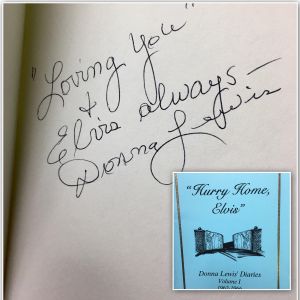 "Loving You"
&
Elvis always —
Donna Lewis
"Hurry Home,
Elvis"
Donna Lewis' Diaries
Volume I